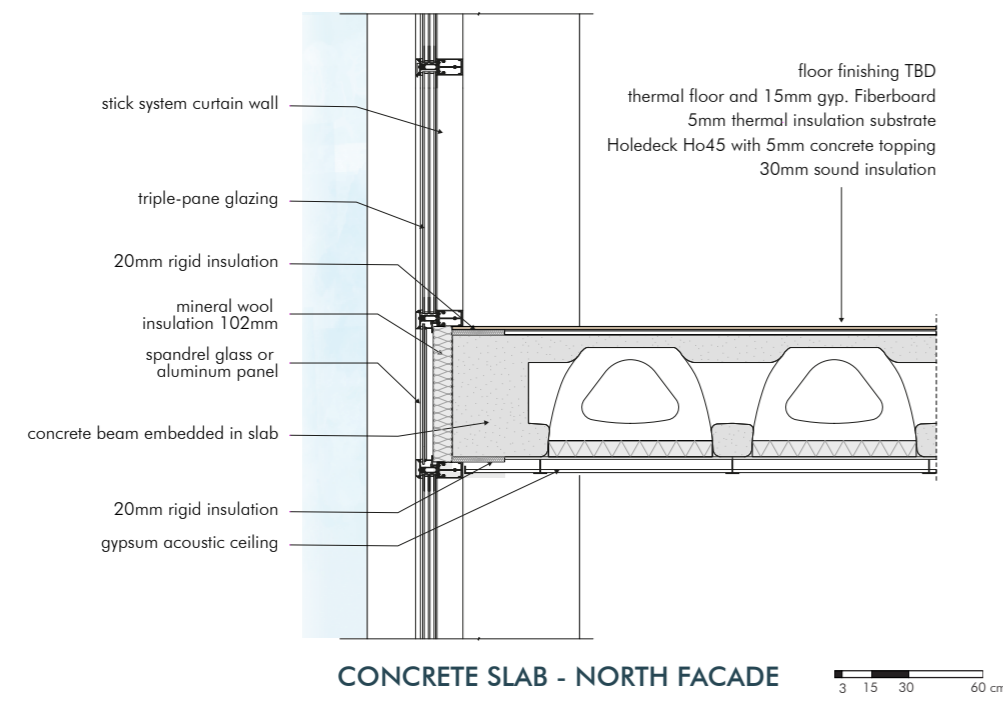 floor finishing TBD
thermal floor and 15mm gyp. Fiberboard
5mm thermal insulation substrate
Holedeck Ho45 with 5mm concrete topping
30mm sound insulation
stick system curtain wall
triple-pane glazing
20mm rigid insulation
mineral wool
insulation 102mm
spandrel glass or
aluminum panel
concrete beam embedded in slab
20mm rigid insulation
gypsum acoustic ceiling
CONCRETE SLAB - NORTH FACADE
3 15 30 60 cm